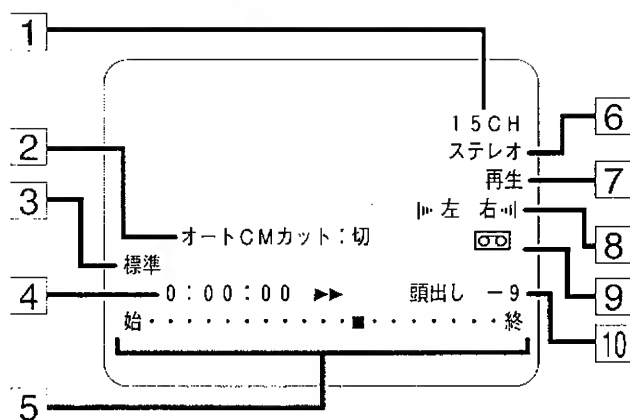 1
15CH
6
ステレオ
2
再生
7
3
左 右
8
オートCMカット:切
標準
9
4
0:00:00 ▶▶ 頭出し -9
始・・・・・・・・・・・・■・・・・・・・・終
10
5